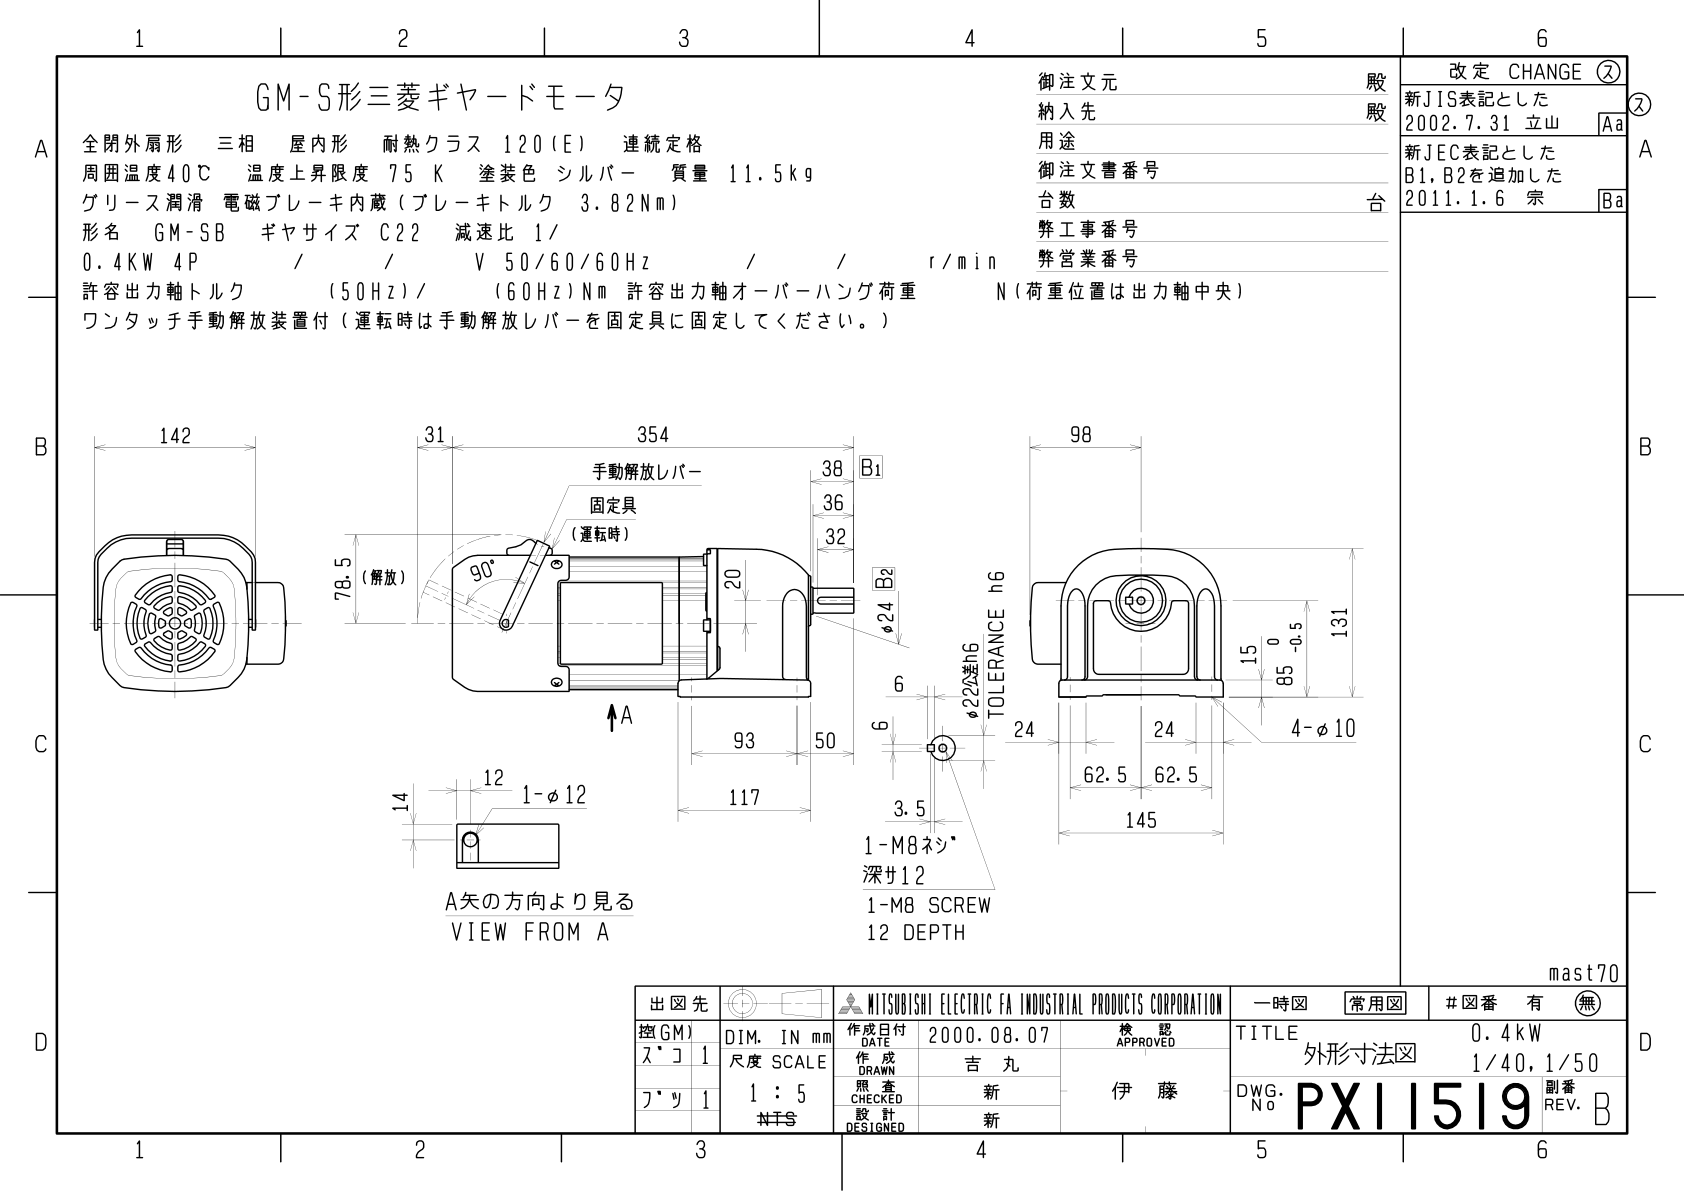 1 2 3 4 5 6
GM-S形三菱ギヤードモータ
全閉外扇形 三相 屋内形 耐熱クラス 120(E) 連続定格
周囲温度40℃ 温度上昇限度 75 K 塗装色 シルバー 質量 11.5kg
グリース潤滑 電磁ブレーキ内蔵(ブレーキトルク 3.82Nm)
形名 GM-SB ギヤサイズ C22 減速比 1/
0.4KW 4P / / V 50/60/60Hz / / r/min
許容出力軸トルク (50Hz)/ (60Hz)Nm 許容出力軸オーバーハング荷重 N(荷重位置は出力軸中央)
ワンタッチ手動解放装置付(運転時は手動解放レバーを固定具に固定してください。)
御注文元 殿
納入先 殿
用途
御注文書番号
台数 台
弊工事番号
弊営業番号
改定 CHANGE ス
新JIS表記とした
2002.7.31 立山 Aa
新JEC表記とした
B1,B2を追加した
2011.1.6 宗 Ba
ス
A A
B B
C C
D D
142
31
354
手動解放レバー
固定具
(運転時)
90°
78.5
(解放)
38 B1
36
32
20
B2
φ24
98
131
15
85 0 -0.5
4-φ10
24 24
62.5 62.5
145
A
93 50
117
6
6
φ22公差h6
TOLERANCE h6
3.5
1-M8ネジ
深サ12
1-M8 SCREW
12 DEPTH
12
14
1-φ12
A矢の方向より見る
VIEW FROM A
mast70
出図先
控(GM)
ズコ 1
ブツ 1
DIM. IN mm
尺度 SCALE
1 : 5
NTS
MITSUBISHI ELECTRIC FA INDUSTRIAL PRODUCTS CORPORATION
作成日付
DATE
2000.08.07
作成
DRAWN
吉丸
照査
CHECKED
新
設計
DESIGNED
新
検認
APPROVED
伊藤
一時図 常用図 #図番 有 無
TITLE
外形寸法図
0.4kW
1/40,1/50
DWG.
No
PX11519
副番
REV.
B
1 2 3 4 5 6